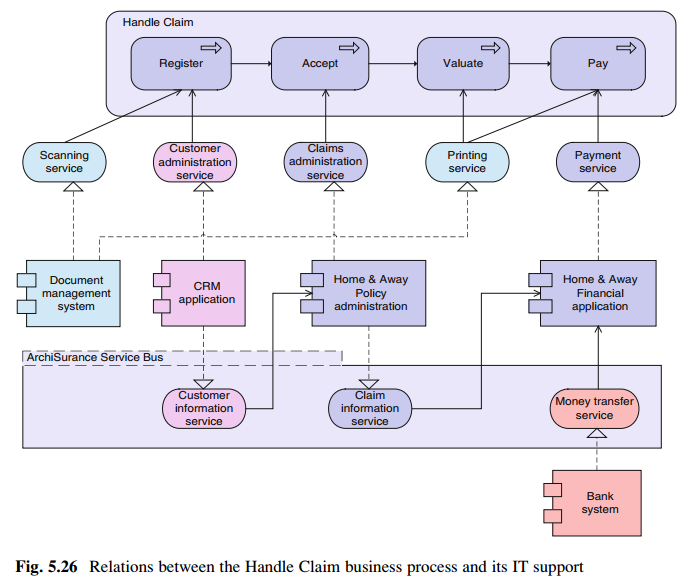 Handle Claim
Register
Accept
Valuate
Pay
Scanning
service
Customer
administration
service
Claims
administration
service
Printing
service
Payment
service
Document
management
system
CRM
application
Home & Away
Policy
administration
Home & Away
Financial
application
ArchiSurance Service Bus
Customer
information
service
Claim
information
service
Money transfer
service
Bank
system
Fig. 5.26 Relations between the Handle Claim business process and its IT support